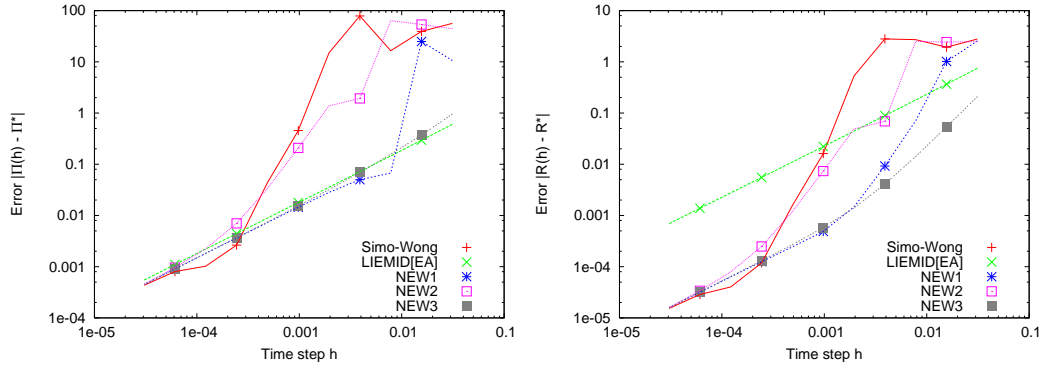 100
10
1
0.1
0.01
0.001
1e-04
1e-05
1e-04
0.001
0.01
0.1
Error |Π(h) - Π*|
Time step h
Simo-Wong
LIEMID[EA]
NEW1
NEW2
NEW3
10
1
0.1
0.01
0.001
1e-04
1e-05
1e-05
1e-04
0.001
0.01
0.1
Error |R(h) - R*|
Time step h
Simo-Wong
LIEMID[EA]
NEW1
NEW2
NEW3